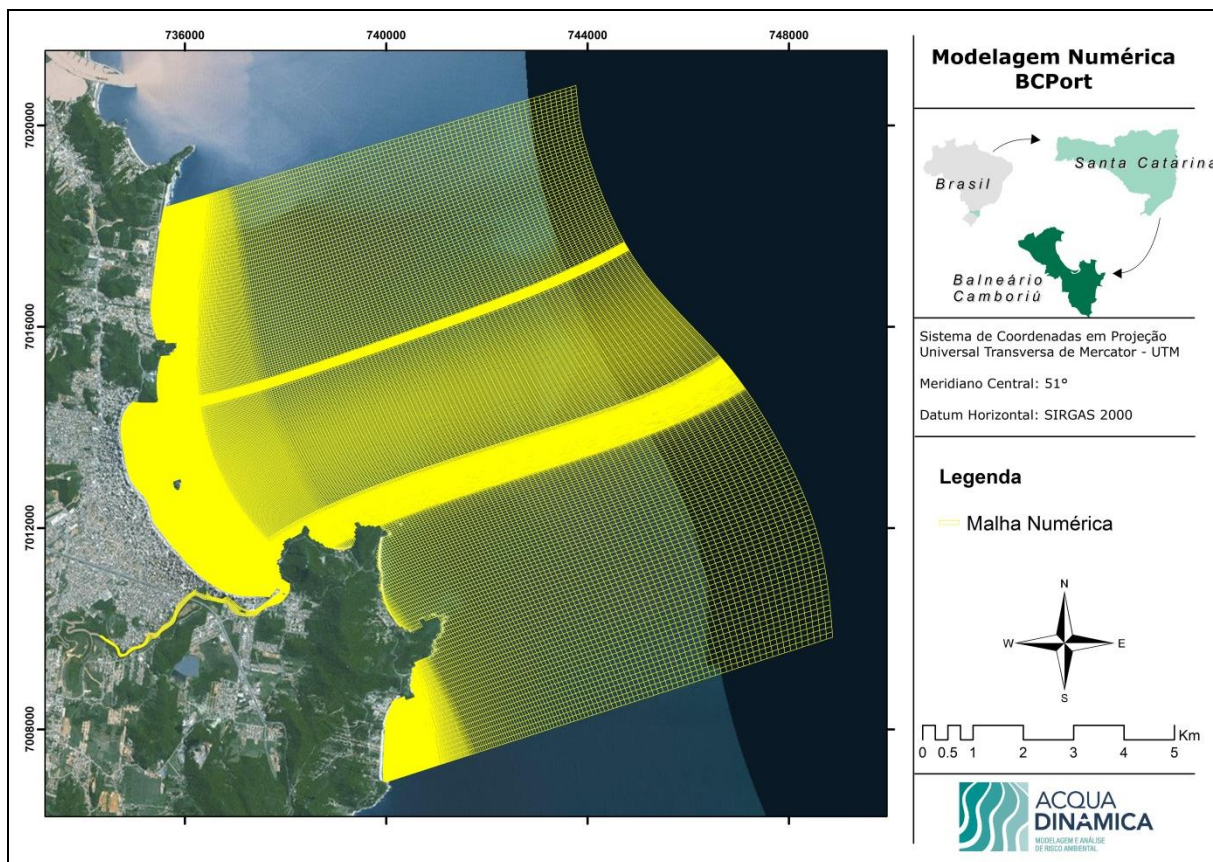 736000
740000
744000
748000
7020000
7016000
7012000
7008000
Modelagem Numérica
BCPort
Brasil
Santa Catarina
Balneário
Camboriú
Sistema de Coordenadas em Projeção
Universal Transversa de Mercator - UTM
Meridiano Central: 51°
Datum Horizontal: SIRGAS 2000
Legenda
Malha Numérica
N
W
E
S
Km
0 0.5 1 2 3 4 5
ACQUA
DINAMICA
MODELAGEM E ANÁLISE
DE RISCO AMBIENTAL